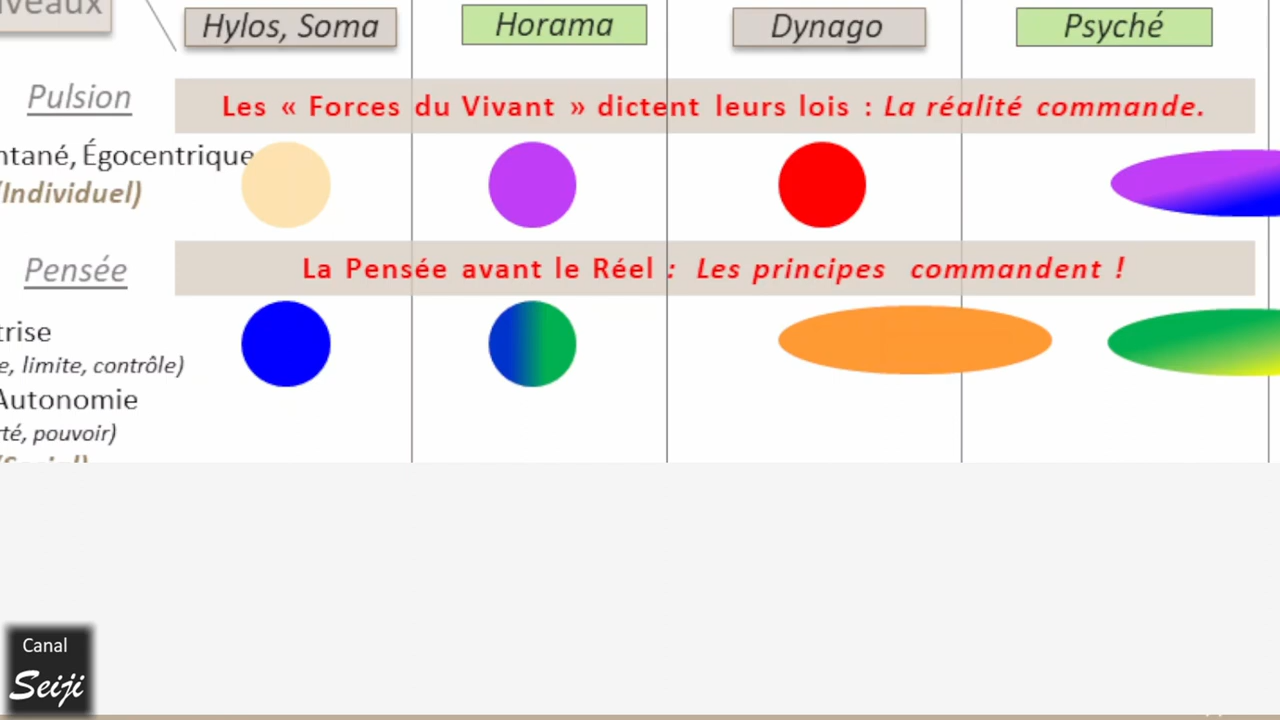 Hylos, Soma
Horama
Dynago
Psyché
Pulsion
Les « Forces du Vivant » dictent leurs lois : La réalité commande.
ntané, Égocentrique
(Individuel)
Pensée
La Pensée avant le Réel : Les principes commandent !
trise
e, limite, contrôle)
Autonomie
rté, pouvoir)
Canal
Seiji